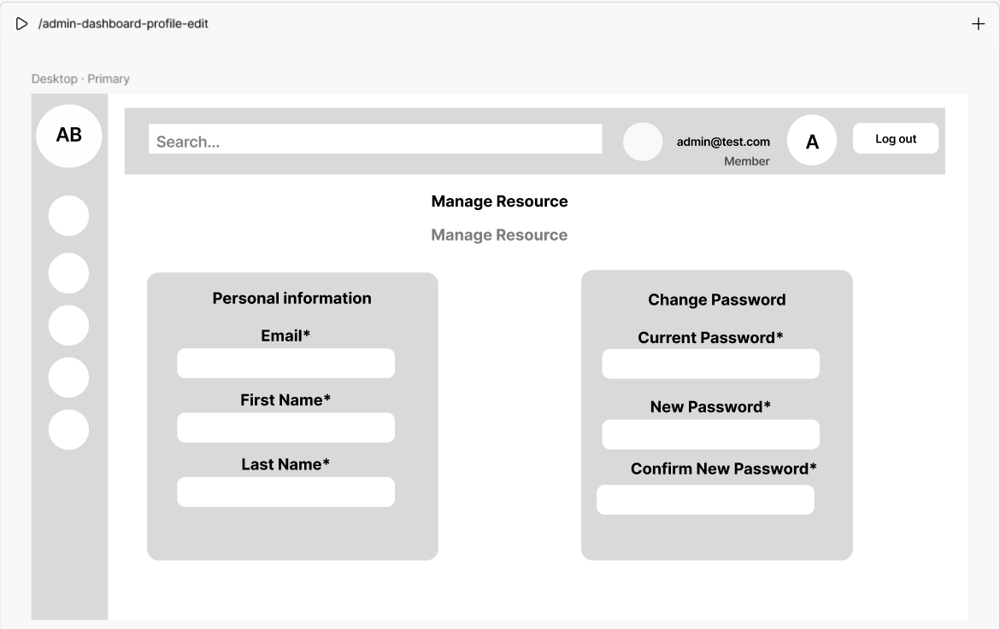 /admin-dashboard-profile-edit
Desktop · Primary
AB
Search...
admin@test.com
Member
A
Log out
Manage Resource
Manage Resource
Personal information
Email*
First Name*
Last Name*
Change Password
Current Password*
New Password*
Confirm New Password*